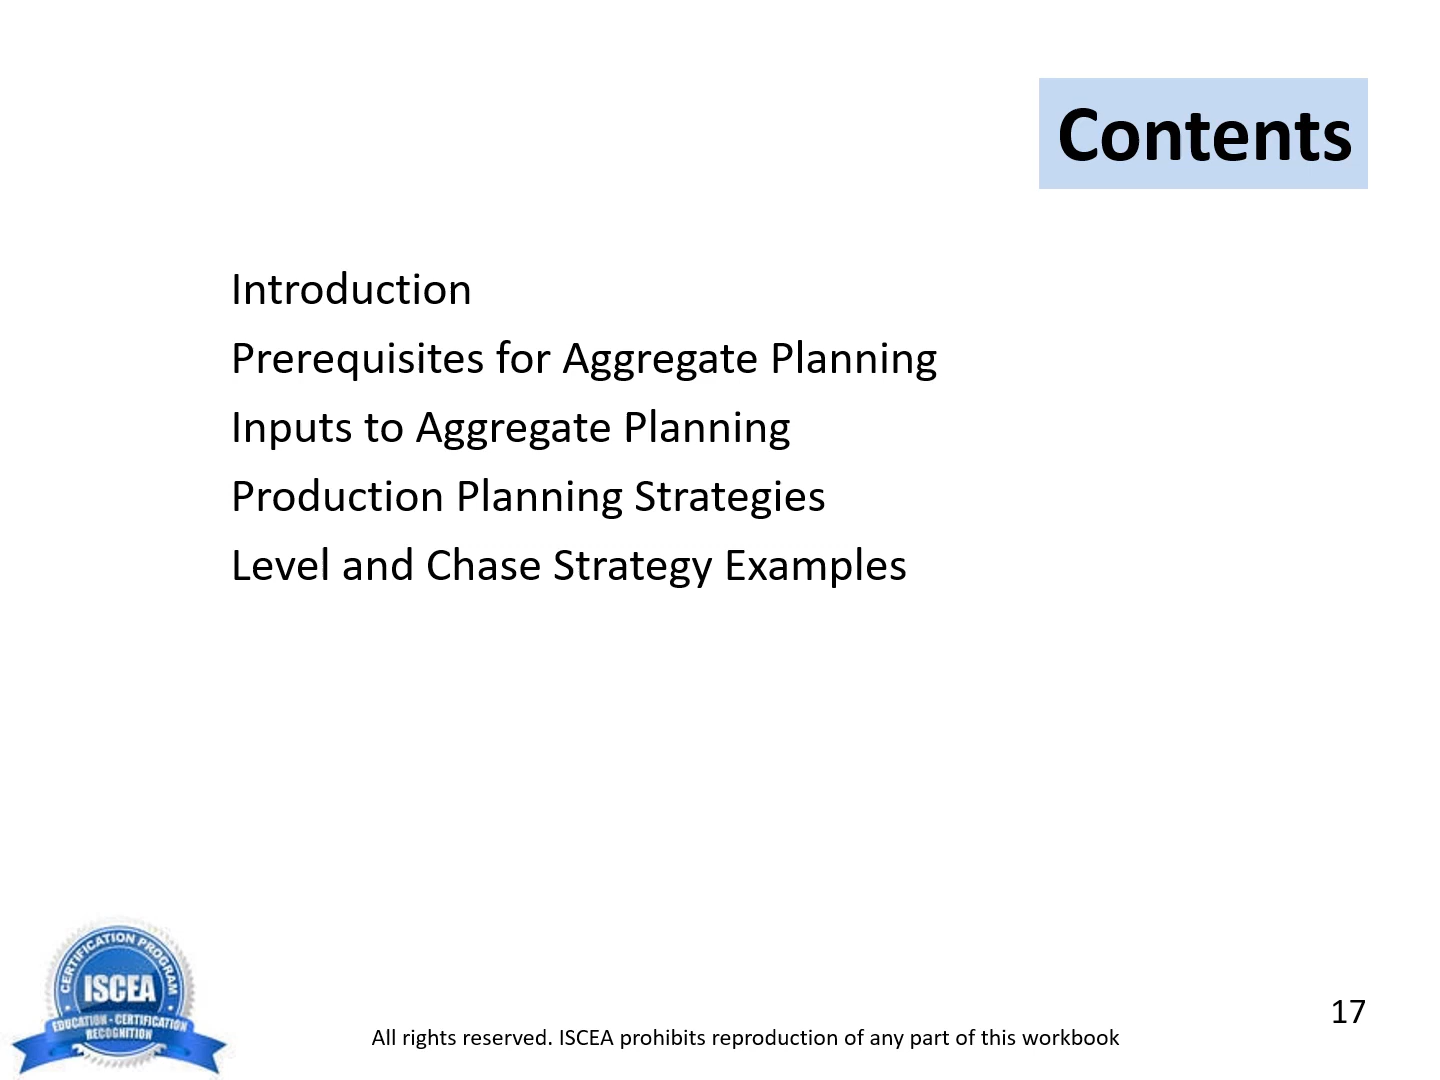 Contents
Introduction
Prerequisites for Aggregate Planning
Inputs to Aggregate Planning
Production Planning Strategies
Level and Chase Strategy Examples
CERTIFICATION PROGRAM
ISCEA
EDUCATION - CERTIFICATION
RECOGNITION
All rights reserved. ISCEA prohibits reproduction of any part of this workbook
17